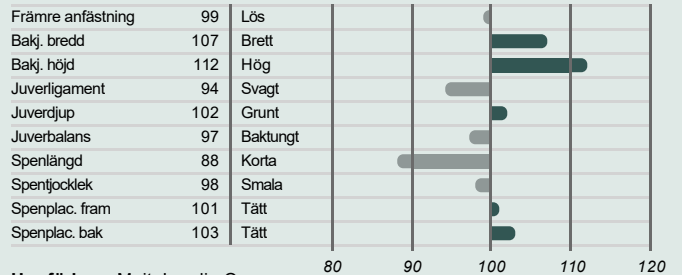 Främre anfästning 99 Lös
Bakj. bredd 107 Brett
Bakj. höjd 112 Hög
Juverligament 94 Svagt
Juverdjup 102 Grunt
Juverbalans 97 Baktungt
Spenlängd 88 Korta
Spentjocklek 98 Smala
Spenplac. fram 101 Tätt
Spenplac. bak 103 Tätt
80 90 100 110 120